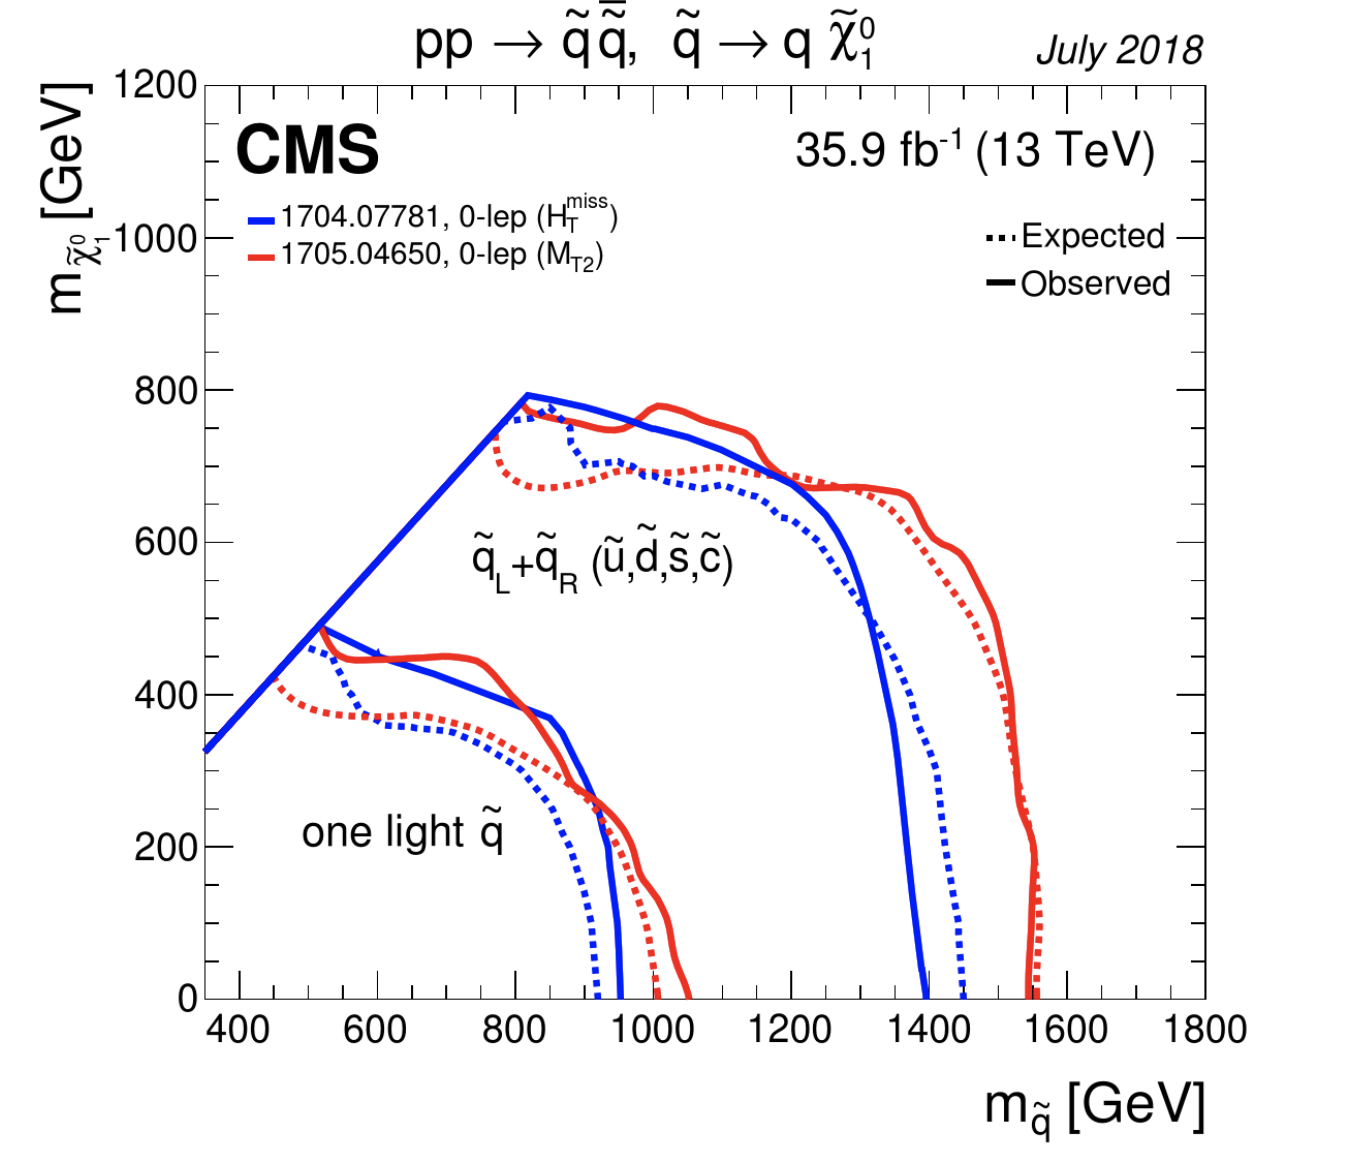 pp → q̃ q̃̄, q̃ → q χ̃⁰₁
July 2018
CMS
35.9 fb⁻¹ (13 TeV)
1704.07781, 0-lep (H_T^miss)
1705.04650, 0-lep (M_T2)
Expected
Observed
m_χ̃⁰₁ [GeV]
1200
1000
800
600
400
200
0
q̃_L+q̃_R (ũ,d̃,s̃,c̃)
one light q̃
400 600 800 1000 1200 1400 1600 1800
m_q̃ [GeV]